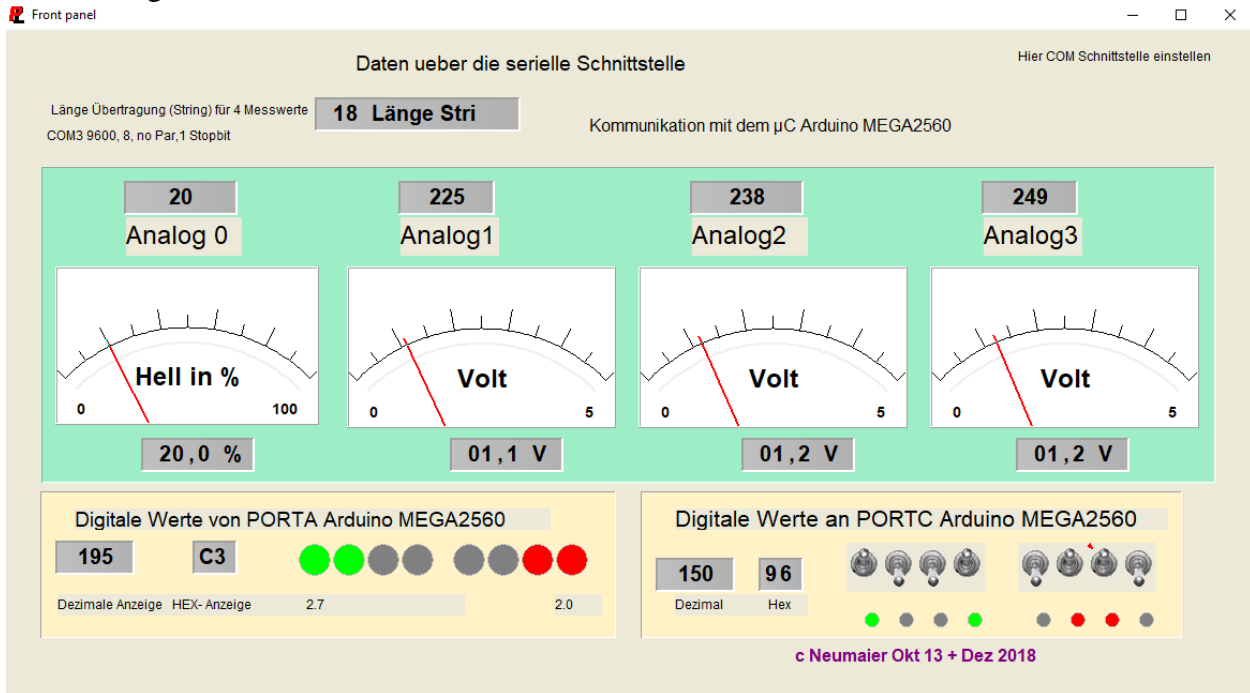 Front panel
Daten ueber die serielle Schnittstelle
Hier COM Schnittstelle einstellen
Länge Übertragung (String) für 4 Messwerte
18 Länge Stri
COM3 9600, 8, no Par,1 Stopbit
Kommunikation mit dem µC Arduino MEGA2560
20
225
238
249
Analog 0
Analog1
Analog2
Analog3
Hell in %
Volt
Volt
Volt
0 100
0 5
0 5
0 5
20,0 %
01,1 V
01,2 V
01,2 V
Digitale Werte von PORTA Arduino MEGA2560
195
C3
Dezimale Anzeige
HEX- Anzeige
2.7
2.0
Digitale Werte an PORTC Arduino MEGA2560
150
96
Dezimal
Hex
c Neumaier Okt 13 + Dez 2018